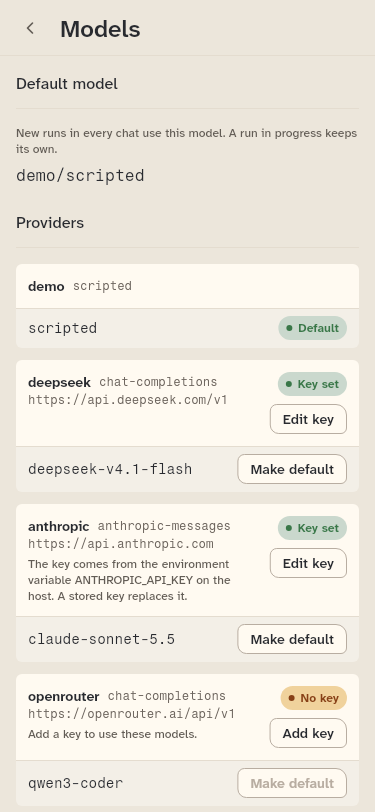 Models
Default model
New runs in every chat use this model. A run in progress keeps
its own.
demo/scripted
Providers
demo scripted
scripted
Default
deepseek chat-completions
Key set
https://api.deepseek.com/v1
Edit key
deepseek-v4.1-flash
Make default
anthropic anthropic-messages
Key set
https://api.anthropic.com
The key comes from the environment
variable ANTHROPIC_API_KEY on the
host. A stored key replaces it.
Edit key
claude-sonnet-5.5
Make default
openrouter chat-completions
No key
https://openrouter.ai/api/v1
Add a key to use these models.
Add key
qwen3-coder
Make default